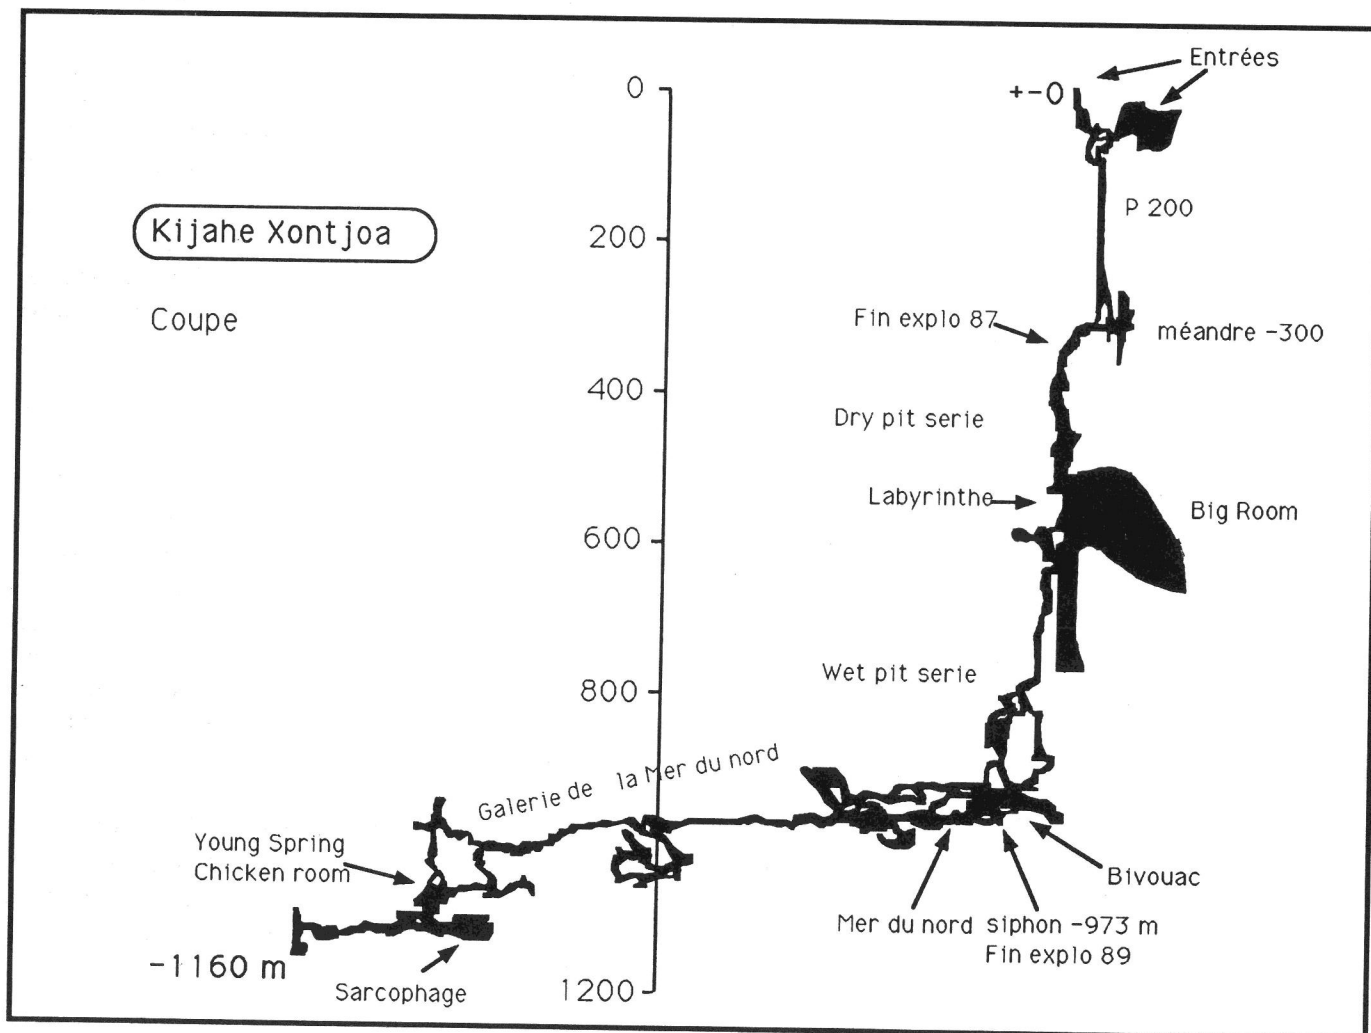 Entrées
0
+-0
P 200
Kijahe Xontjoa
200
Coupe
Fin explo 87
méandre -300
400
Dry pit serie
Labyrinthe
Big Room
600
Wet pit serie
800
Galerie de la Mer du nord
Young Spring
Chicken room
Bivouac
Mer du nord
siphon -973 m
Fin explo 89
-1160 m
Sarcophage
1200